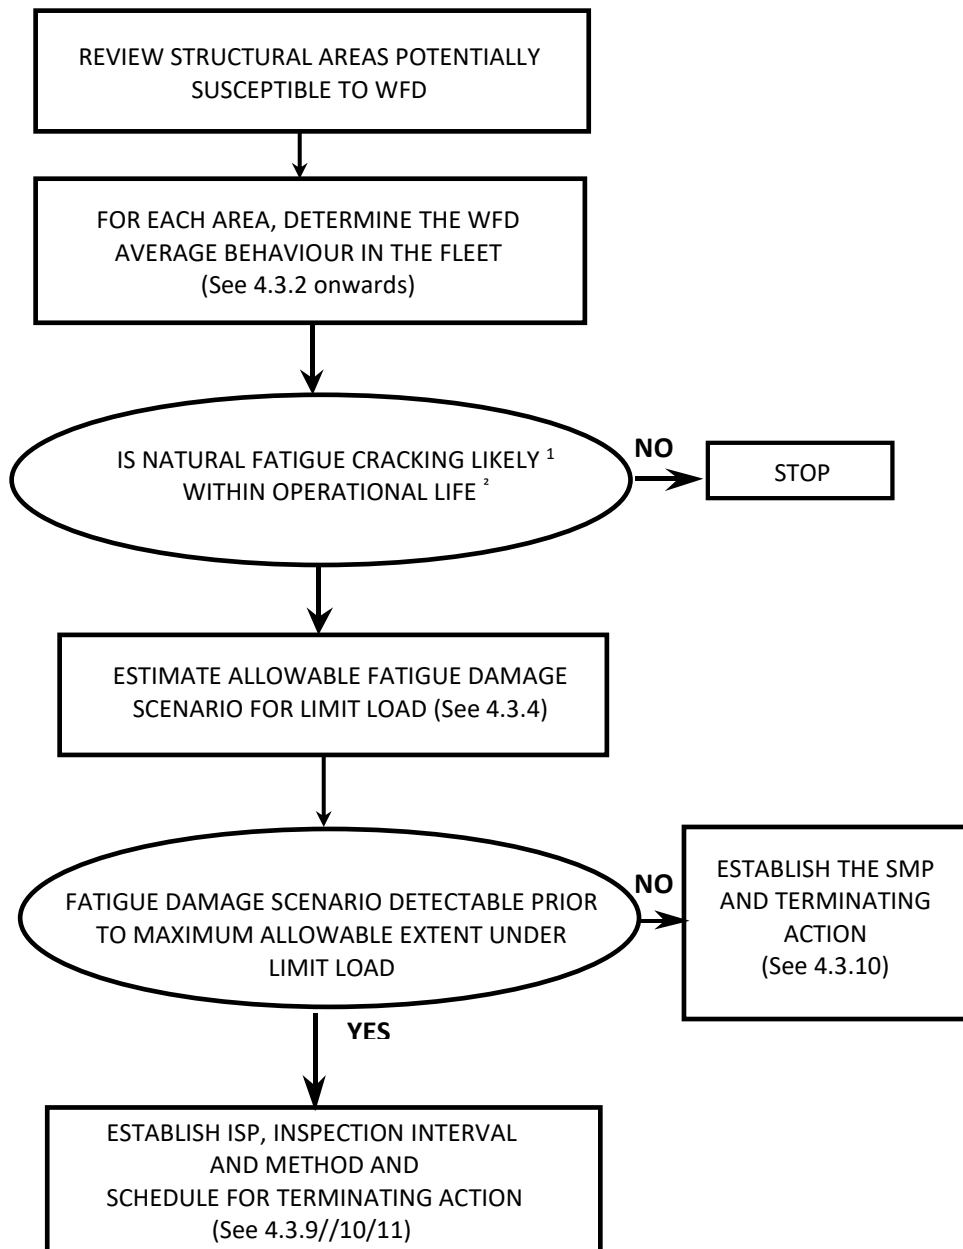 REVIEW STRUCTURAL AREAS POTENTIALLY
SUSCEPTIBLE TO WFD
FOR EACH AREA, DETERMINE THE WFD
AVERAGE BEHAVIOUR IN THE FLEET
(See 4.3.2 onwards)
IS NATURAL FATIGUE CRACKING LIKELY ¹
WITHIN OPERATIONAL LIFE ²
NO
STOP
ESTIMATE ALLOWABLE FATIGUE DAMAGE
SCENARIO FOR LIMIT LOAD (See 4.3.4)
FATIGUE DAMAGE SCENARIO DETECTABLE PRIOR
TO MAXIMUM ALLOWABLE EXTENT UNDER
LIMIT LOAD
NO
ESTABLISH THE SMP
AND TERMINATING
ACTION
(See 4.3.10)
YES
ESTABLISH ISP, INSPECTION INTERVAL
AND METHOD AND
SCHEDULE FOR TERMINATING ACTION
(See 4.3.9//10/11)